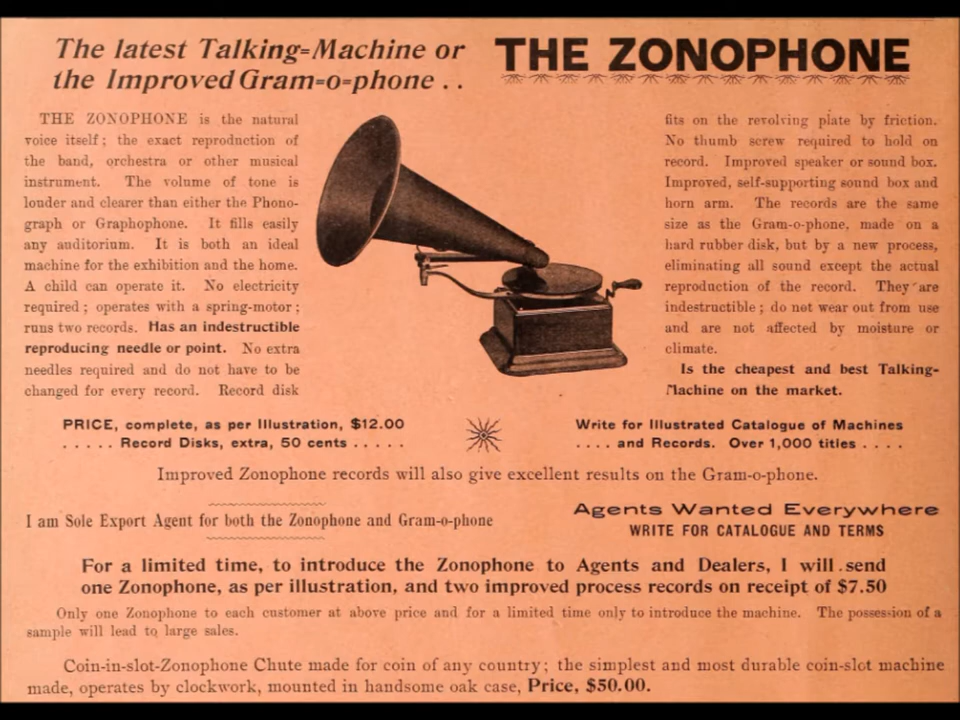 The latest Talking=Machine or
the Improved Gram=o=phone . .
THE ZONOPHONE
THE ZONOPHONE is the natural
voice itself; the exact reproduction of
the band, orchestra or other musical
instrument. The volume of tone is
louder and clearer than either the Phono-
graph or Graphophone. It fills easily
any auditorium. It is both an ideal
machine for the exhibition and the home.
A child can operate it. No electricity
required; operates with a spring-motor;
runs two records. Has an indestructible
reproducing needle or point. No extra
needles required and do not have to be
changed for every record. Record disk
fits on the revolving plate by friction.
No thumb screw required to hold on
record. Improved speaker or sound box.
Improved, self-supporting sound box and
horn arm. The records are the same
size as the Gram-o-phone, made on a
hard rubber disk, but by a new process,
eliminating all sound except the actual
reproduction of the record. They are
indestructible; do not wear out from use
and are not affected by moisture or
climate.
Is the cheapest and best Talking-
Machine on the market.
PRICE, complete, as per Illustration, $12.00
. . . . . Record Disks, extra, 50 cents . . . . .
Write for Illustrated Catalogue of Machines
. . . . and Records. Over 1,000 titles . . . .
Improved Zonophone records will also give excellent results on the Gram-o-phone.
I am Sole Export Agent for both the Zonophone and Gram-o-phone
Agents Wanted Everywhere
WRITE FOR CATALOGUE AND TERMS
For a limited time, to introduce the Zonophone to Agents and Dealers, I will send
one Zonophone, as per illustration, and two improved process records on receipt of $7.50
Only one Zonophone to each customer at above price and for a limited time only to introduce the machine. The possession of a
sample will lead to large sales.
Coin-in-slot-Zonophone Chute made for coin of any country; the simplest and most durable coin-slot machine
made, operates by clockwork, mounted in handsome oak case, Price, $50.00.